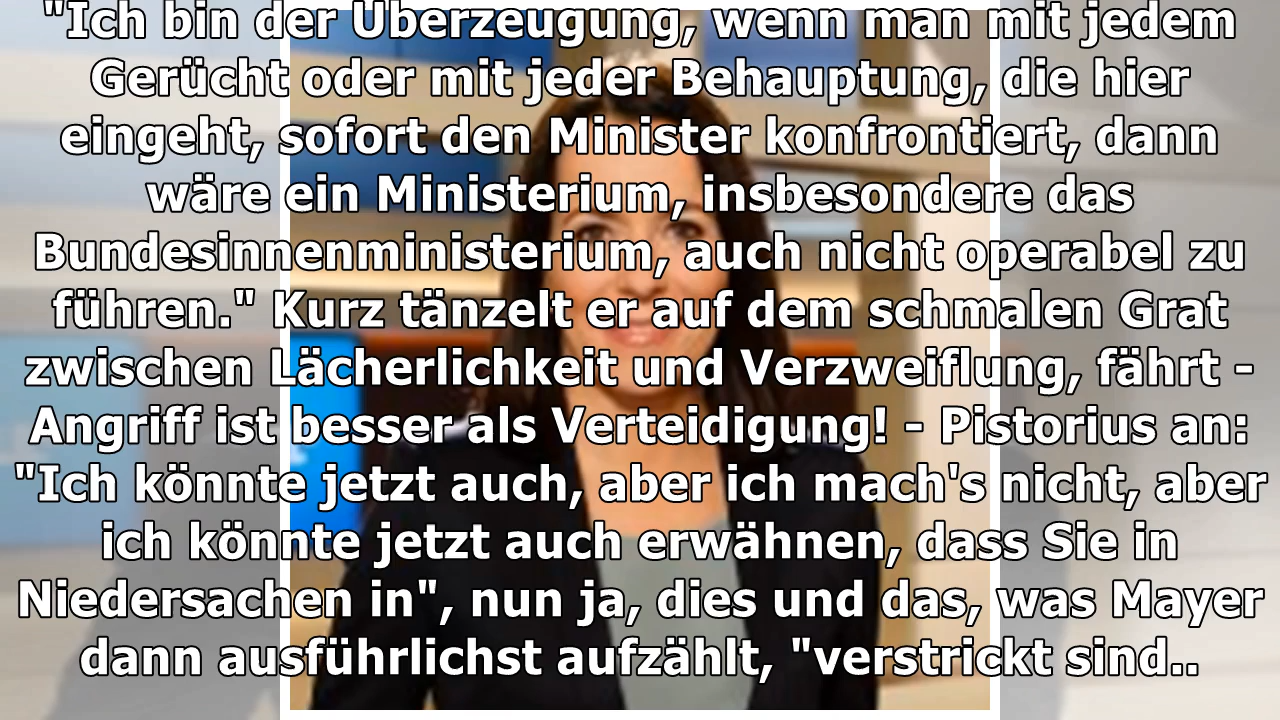 "Ich bin der Überzeugung, wenn man mit jedem
Gerücht oder mit jeder Behauptung, die hier
eingeht, sofort den Minister konfrontiert, dann
wäre ein Ministerium, insbesondere das
Bundesinnenministerium, auch nicht operabel zu
führen." Kurz tänzelt er auf dem schmalen Grat
zwischen Lächerlichkeit und Verzweiflung, fährt -
Angriff ist besser als Verteidigung! - Pistorius an:
"Ich könnte jetzt auch, aber ich mach's nicht, aber
ich könnte jetzt auch erwähnen, dass Sie in
Niedersachen in", nun ja, dies und das, was Mayer
dann ausführlichst aufzählt, "verstrickt sind..